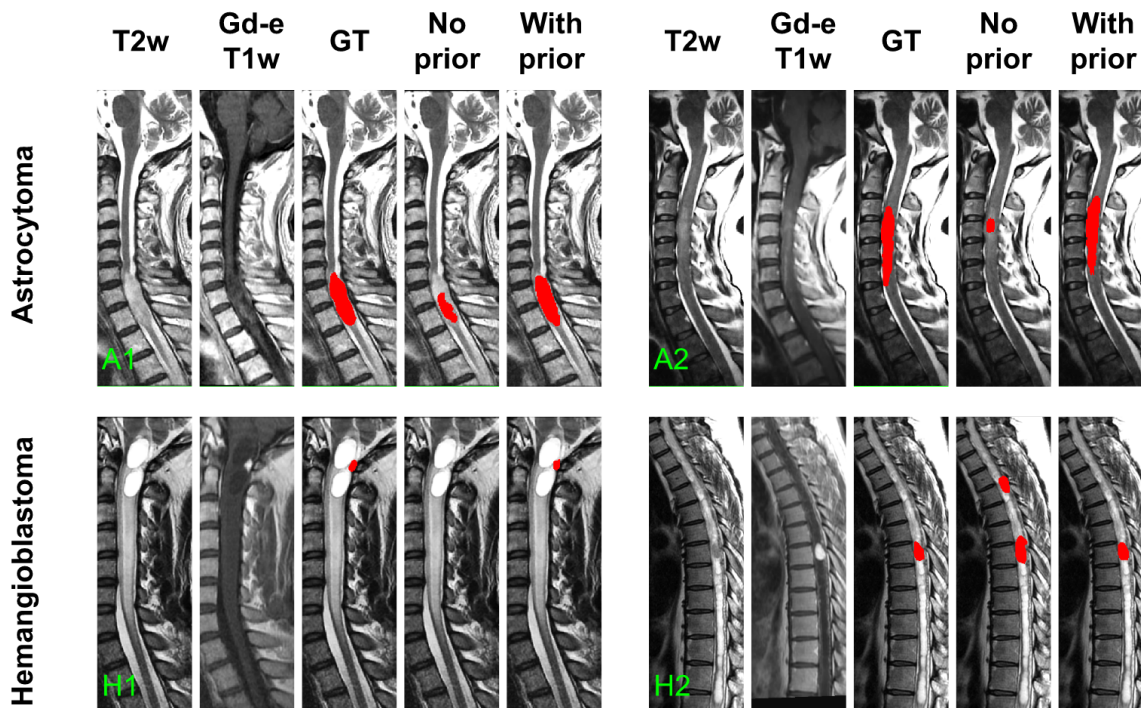 T2w
Gd-e
T1w
GT
No
prior
With
prior
T2w
Gd-e
T1w
GT
No
prior
With
prior
Astrocytoma
A1
A2
Hemangioblastoma
H1
H2